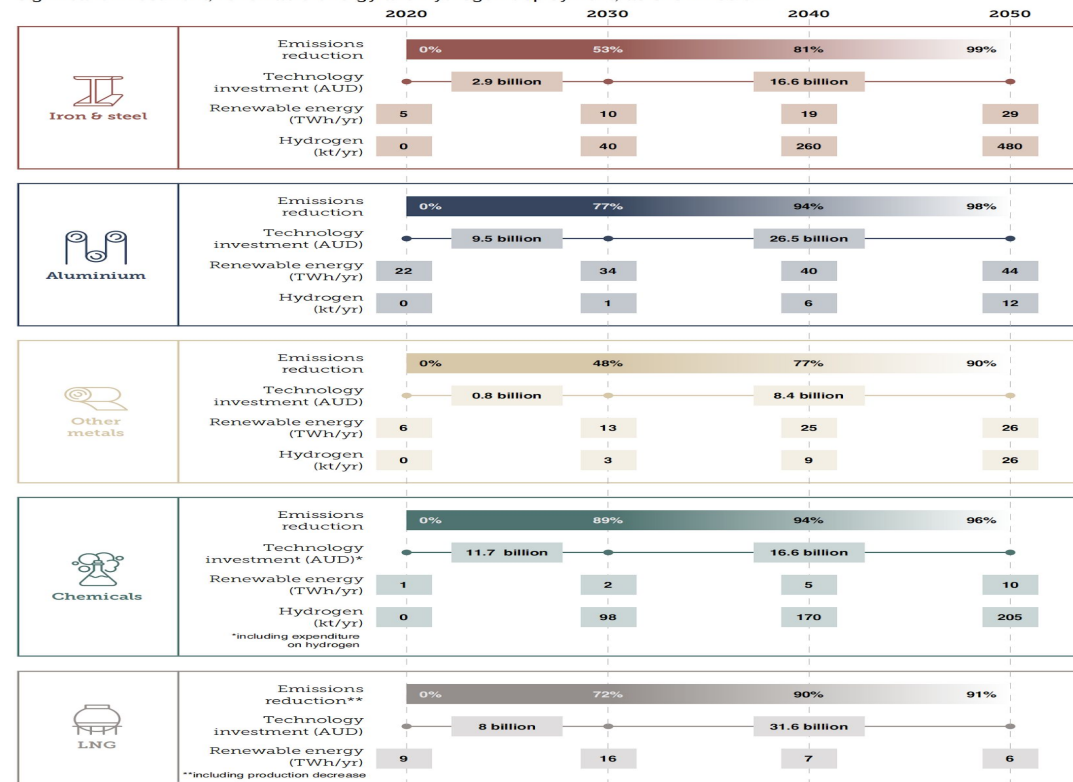 2020 2030 2040 2050
Iron & steel
Emissions
reduction
0% 53% 81% 99%
Technology
investment (AUD)
2.9 billion 16.6 billion
Renewable energy
(TWh/yr)
5 10 19 29
Hydrogen
(kt/yr)
0 40 260 480
Aluminium
Emissions
reduction
0% 77% 94% 98%
Technology
investment (AUD)
9.5 billion 26.5 billion
Renewable energy
(TWh/yr)
22 34 40 44
Hydrogen
(kt/yr)
0 1 6 12
Other
metals
Emissions
reduction
0% 48% 77% 90%
Technology
investment (AUD)
0.8 billion 8.4 billion
Renewable energy
(TWh/yr)
6 13 25 26
Hydrogen
(kt/yr)
0 3 9 26
Chemicals
Emissions
reduction
0% 89% 94% 96%
Technology
investment (AUD)*
11.7 billion 16.6 billion
Renewable energy
(TWh/yr)
1 2 5 10
Hydrogen
(kt/yr)
0 98 170 205
*including expenditure
on hydrogen
LNG
Emissions
reduction**
0% 72% 90% 91%
Technology
investment (AUD)
8 billion 31.6 billion
Renewable energy
(TWh/yr)
9 16 7 6
**including production decrease